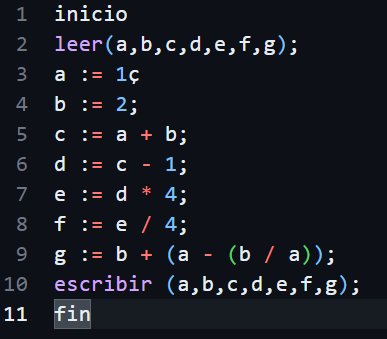 1 inicio
2 leer(a,b,c,d,e,f,g);
3 a := 1ç
4 b := 2;
5 c := a + b;
6 d := c - 1;
7 e := d * 4;
8 f := e / 4;
9 g := b + (a - (b / a));
10 escribir (a,b,c,d,e,f,g);
11 fin